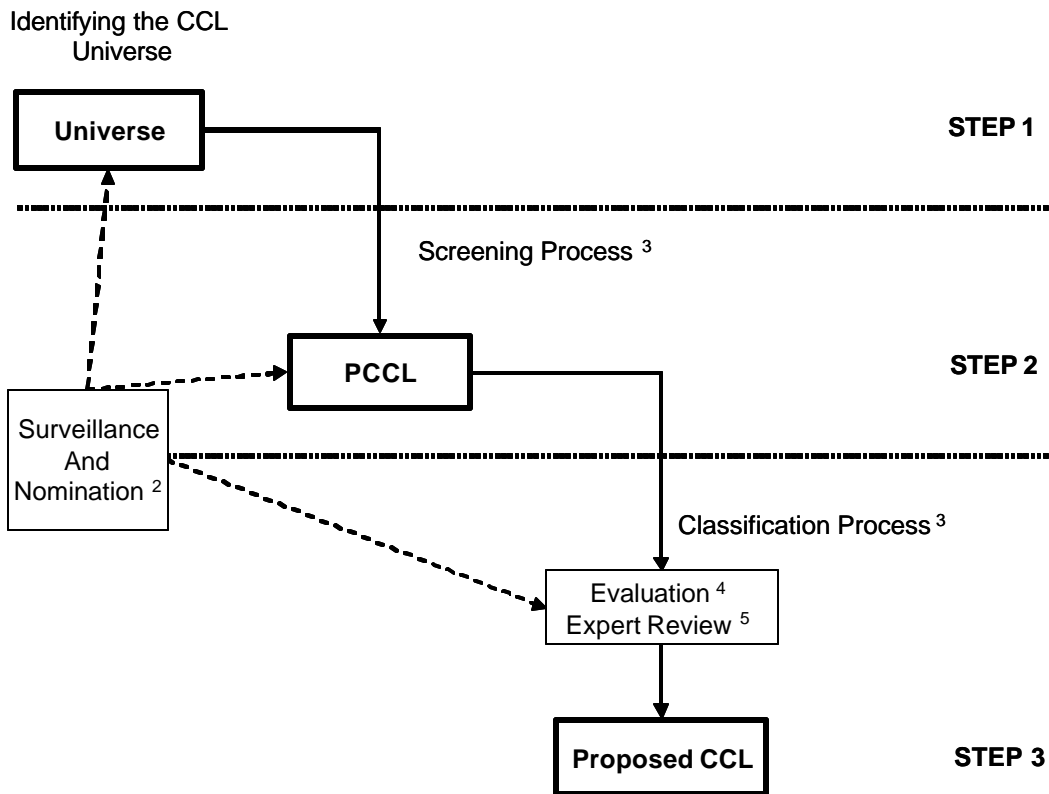 Identifying the CCL
Universe
Universe
STEP 1
Screening Process 3
PCCL
STEP 2
Surveillance
And
Nomination 2
Classification Process 3
Evaluation 4
Expert Review 5
Proposed CCL
STEP 3